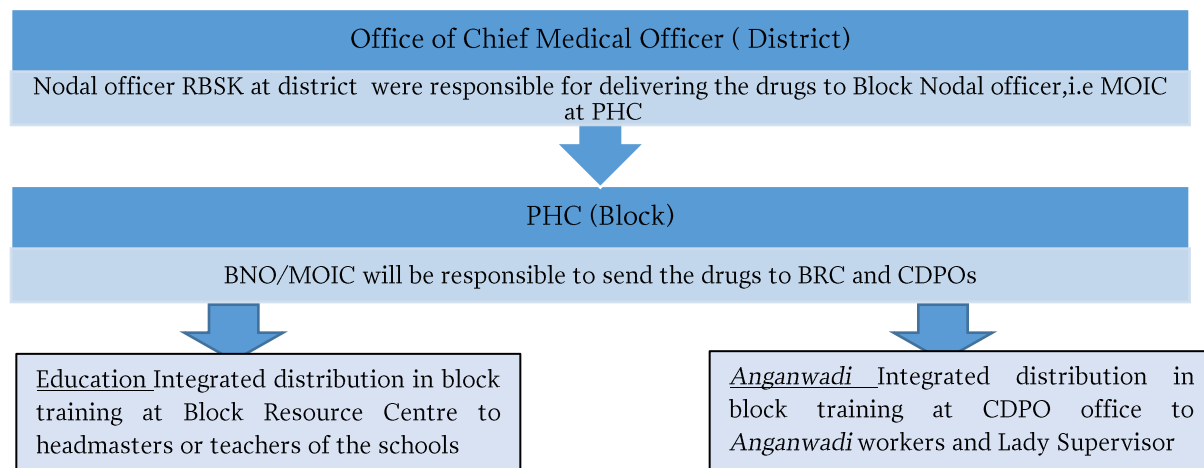 Office of Chief Medical Officer ( District)
Nodal officer RBSK at district were responsible for delivering the drugs to Block Nodal officer,i.e MOIC
at PHC
PHC (Block)
BNO/MOIC will be responsible to send the drugs to BRC and CDPOs
Education Integrated distribution in block
training at Block Resource Centre to
headmasters or teachers of the schools
Anganwadi Integrated distribution in
block training at CDPO office to
Anganwadi workers and Lady Supervisor